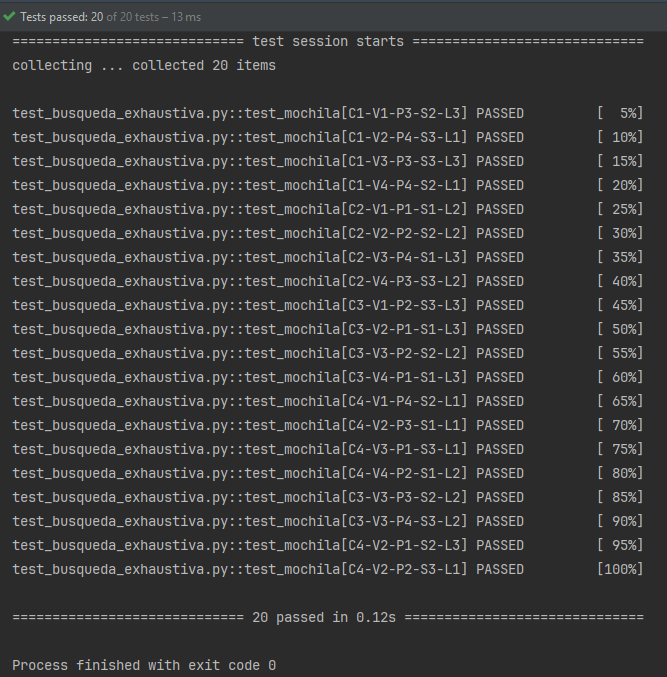 Tests passed: 20 of 20 tests – 13 ms
============================= test session starts =============================
collecting ... collected 20 items
test_busqueda_exhaustiva.py::test_mochila[C1-V1-P3-S2-L3] PASSED [  5%]
test_busqueda_exhaustiva.py::test_mochila[C1-V2-P4-S3-L1] PASSED [ 10%]
test_busqueda_exhaustiva.py::test_mochila[C1-V3-P3-S3-L3] PASSED [ 15%]
test_busqueda_exhaustiva.py::test_mochila[C1-V4-P4-S2-L1] PASSED [ 20%]
test_busqueda_exhaustiva.py::test_mochila[C2-V1-P1-S1-L2] PASSED [ 25%]
test_busqueda_exhaustiva.py::test_mochila[C2-V2-P2-S2-L2] PASSED [ 30%]
test_busqueda_exhaustiva.py::test_mochila[C2-V3-P4-S1-L3] PASSED [ 35%]
test_busqueda_exhaustiva.py::test_mochila[C2-V4-P3-S3-L2] PASSED [ 40%]
test_busqueda_exhaustiva.py::test_mochila[C3-V1-P2-S3-L3] PASSED [ 45%]
test_busqueda_exhaustiva.py::test_mochila[C3-V2-P1-S1-L3] PASSED [ 50%]
test_busqueda_exhaustiva.py::test_mochila[C3-V3-P2-S2-L2] PASSED [ 55%]
test_busqueda_exhaustiva.py::test_mochila[C3-V4-P1-S1-L3] PASSED [ 60%]
test_busqueda_exhaustiva.py::test_mochila[C4-V1-P4-S2-L1] PASSED [ 65%]
test_busqueda_exhaustiva.py::test_mochila[C4-V2-P3-S1-L1] PASSED [ 70%]
test_busqueda_exhaustiva.py::test_mochila[C4-V3-P1-S3-L1] PASSED [ 75%]
test_busqueda_exhaustiva.py::test_mochila[C4-V4-P2-S1-L2] PASSED [ 80%]
test_busqueda_exhaustiva.py::test_mochila[C3-V3-P3-S2-L2] PASSED [ 85%]
test_busqueda_exhaustiva.py::test_mochila[C3-V3-P4-S3-L2] PASSED [ 90%]
test_busqueda_exhaustiva.py::test_mochila[C4-V2-P1-S2-L3] PASSED [ 95%]
test_busqueda_exhaustiva.py::test_mochila[C4-V2-P2-S3-L1] PASSED [100%]
============================= 20 passed in 0.12s ==============================
Process finished with exit code 0